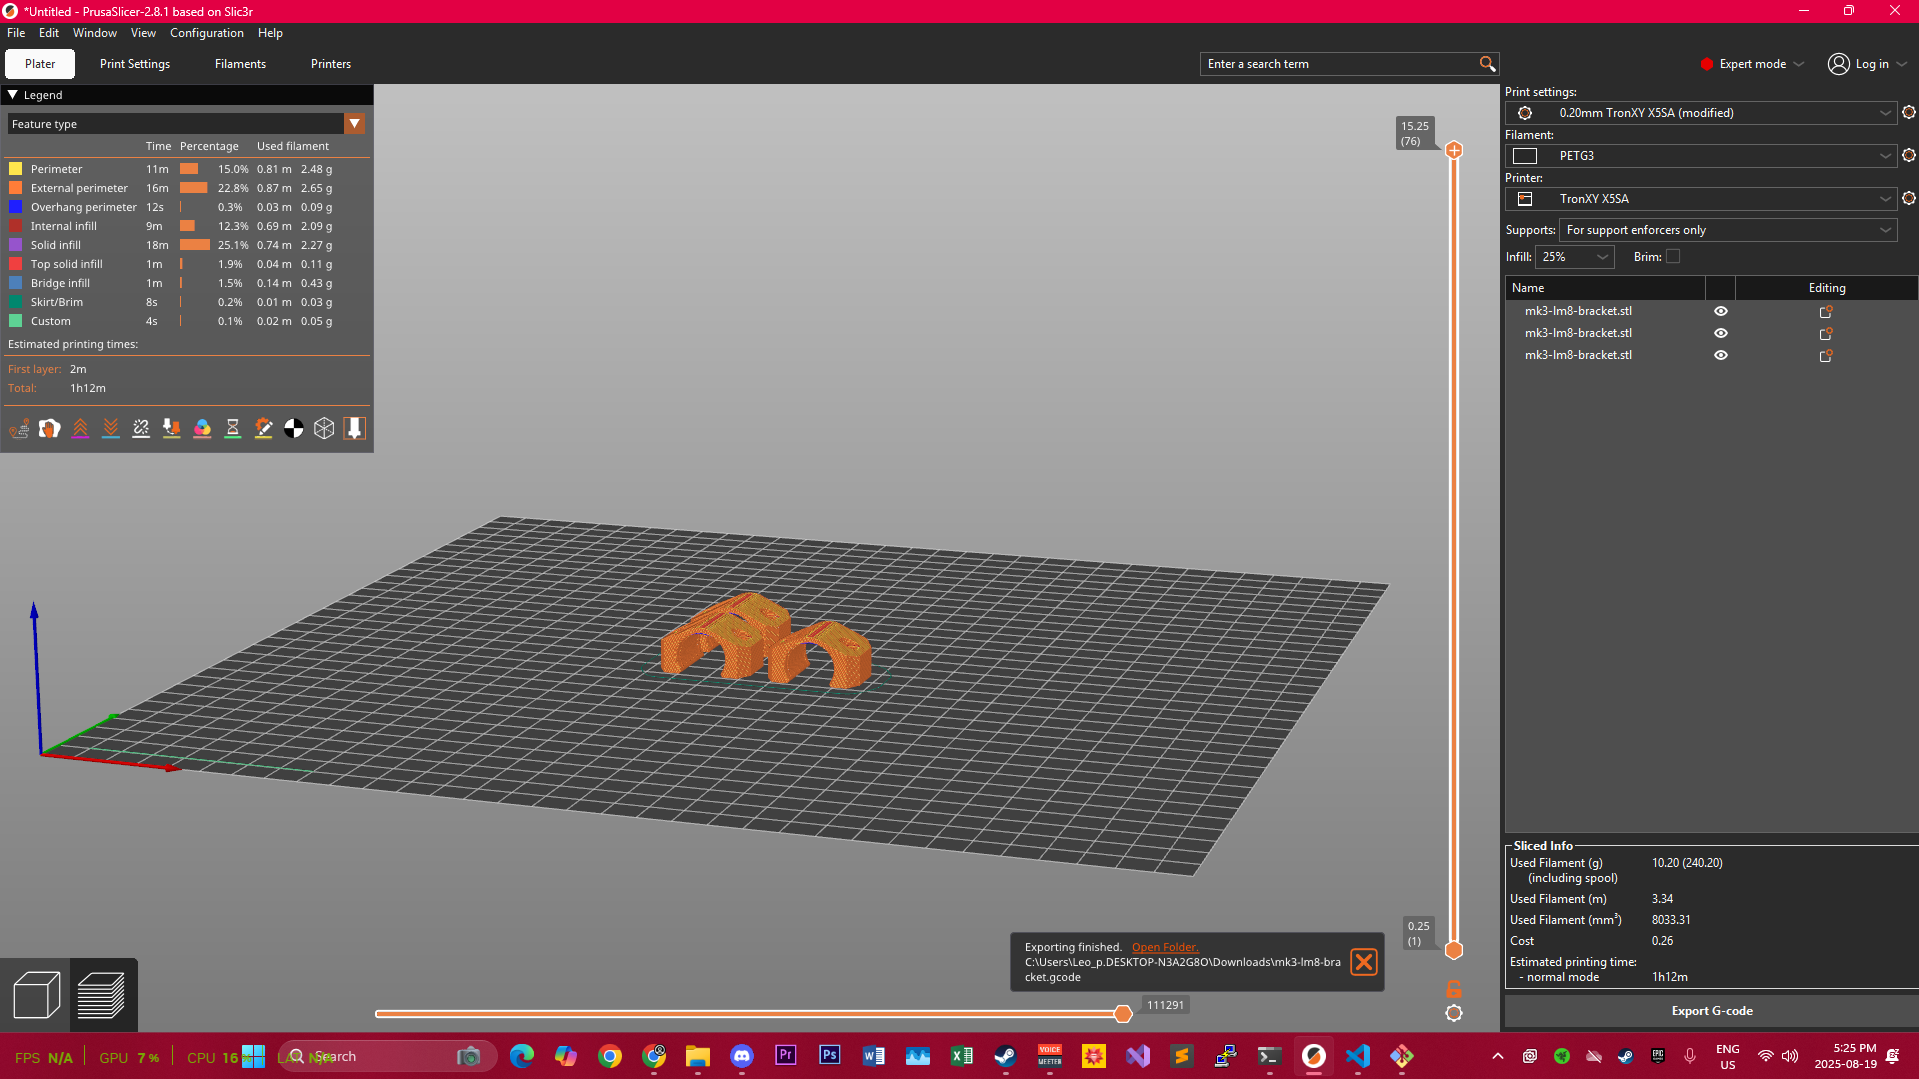 *Untitled - PrusaSlicer-2.8.1 based on Slic3r
File Edit Window View Configuration Help
Plater Print Settings Filaments Printers
Enter a search term
Expert mode Log in
Legend
Feature type
Time Percentage Used filament
Perimeter 11m 15.0% 0.81 m 2.48 g
External perimeter 16m 22.8% 0.87 m 2.65 g
Overhang perimeter 12s 0.3% 0.03 m 0.09 g
Internal infill 9m 12.3% 0.69 m 2.09 g
Solid infill 18m 25.1% 0.74 m 2.27 g
Top solid infill 1m 1.9% 0.04 m 0.11 g
Bridge infill 1m 1.5% 0.14 m 0.43 g
Skirt/Brim 8s 0.2% 0.01 m 0.03 g
Custom 4s 0.1% 0.02 m 0.05 g
Estimated printing times:
First layer: 2m
Total: 1h12m
15.25
(76)
0.25
(1)
Exporting finished. Open Folder.
C:\Users\Leo_p.DESKTOP-N3A2G8O\Downloads\mk3-lm8-bra
cket.gcode
111291
Print settings:
0.20mm TronXY X5SA (modified)
Filament:
PETG3
Printer:
TronXY X5SA
Supports: For support enforcers only
Infill: 25% Brim:
Name Editing
mk3-lm8-bracket.stl
mk3-lm8-bracket.stl
mk3-lm8-bracket.stl
Sliced Info
Used Filament (g) 10.20 (240.20)
(including spool)
Used Filament (m) 3.34
Used Filament (mm³) 8033.31
Cost 0.26
Estimated printing time:
- normal mode 1h12m
Export G-code
FPS N/A GPU 7 % CPU 16 % LAT N/A
Search
Pr
Ps
VOICE
MEETER
EPIC
ENG
US
5:25 PM
2025-08-19